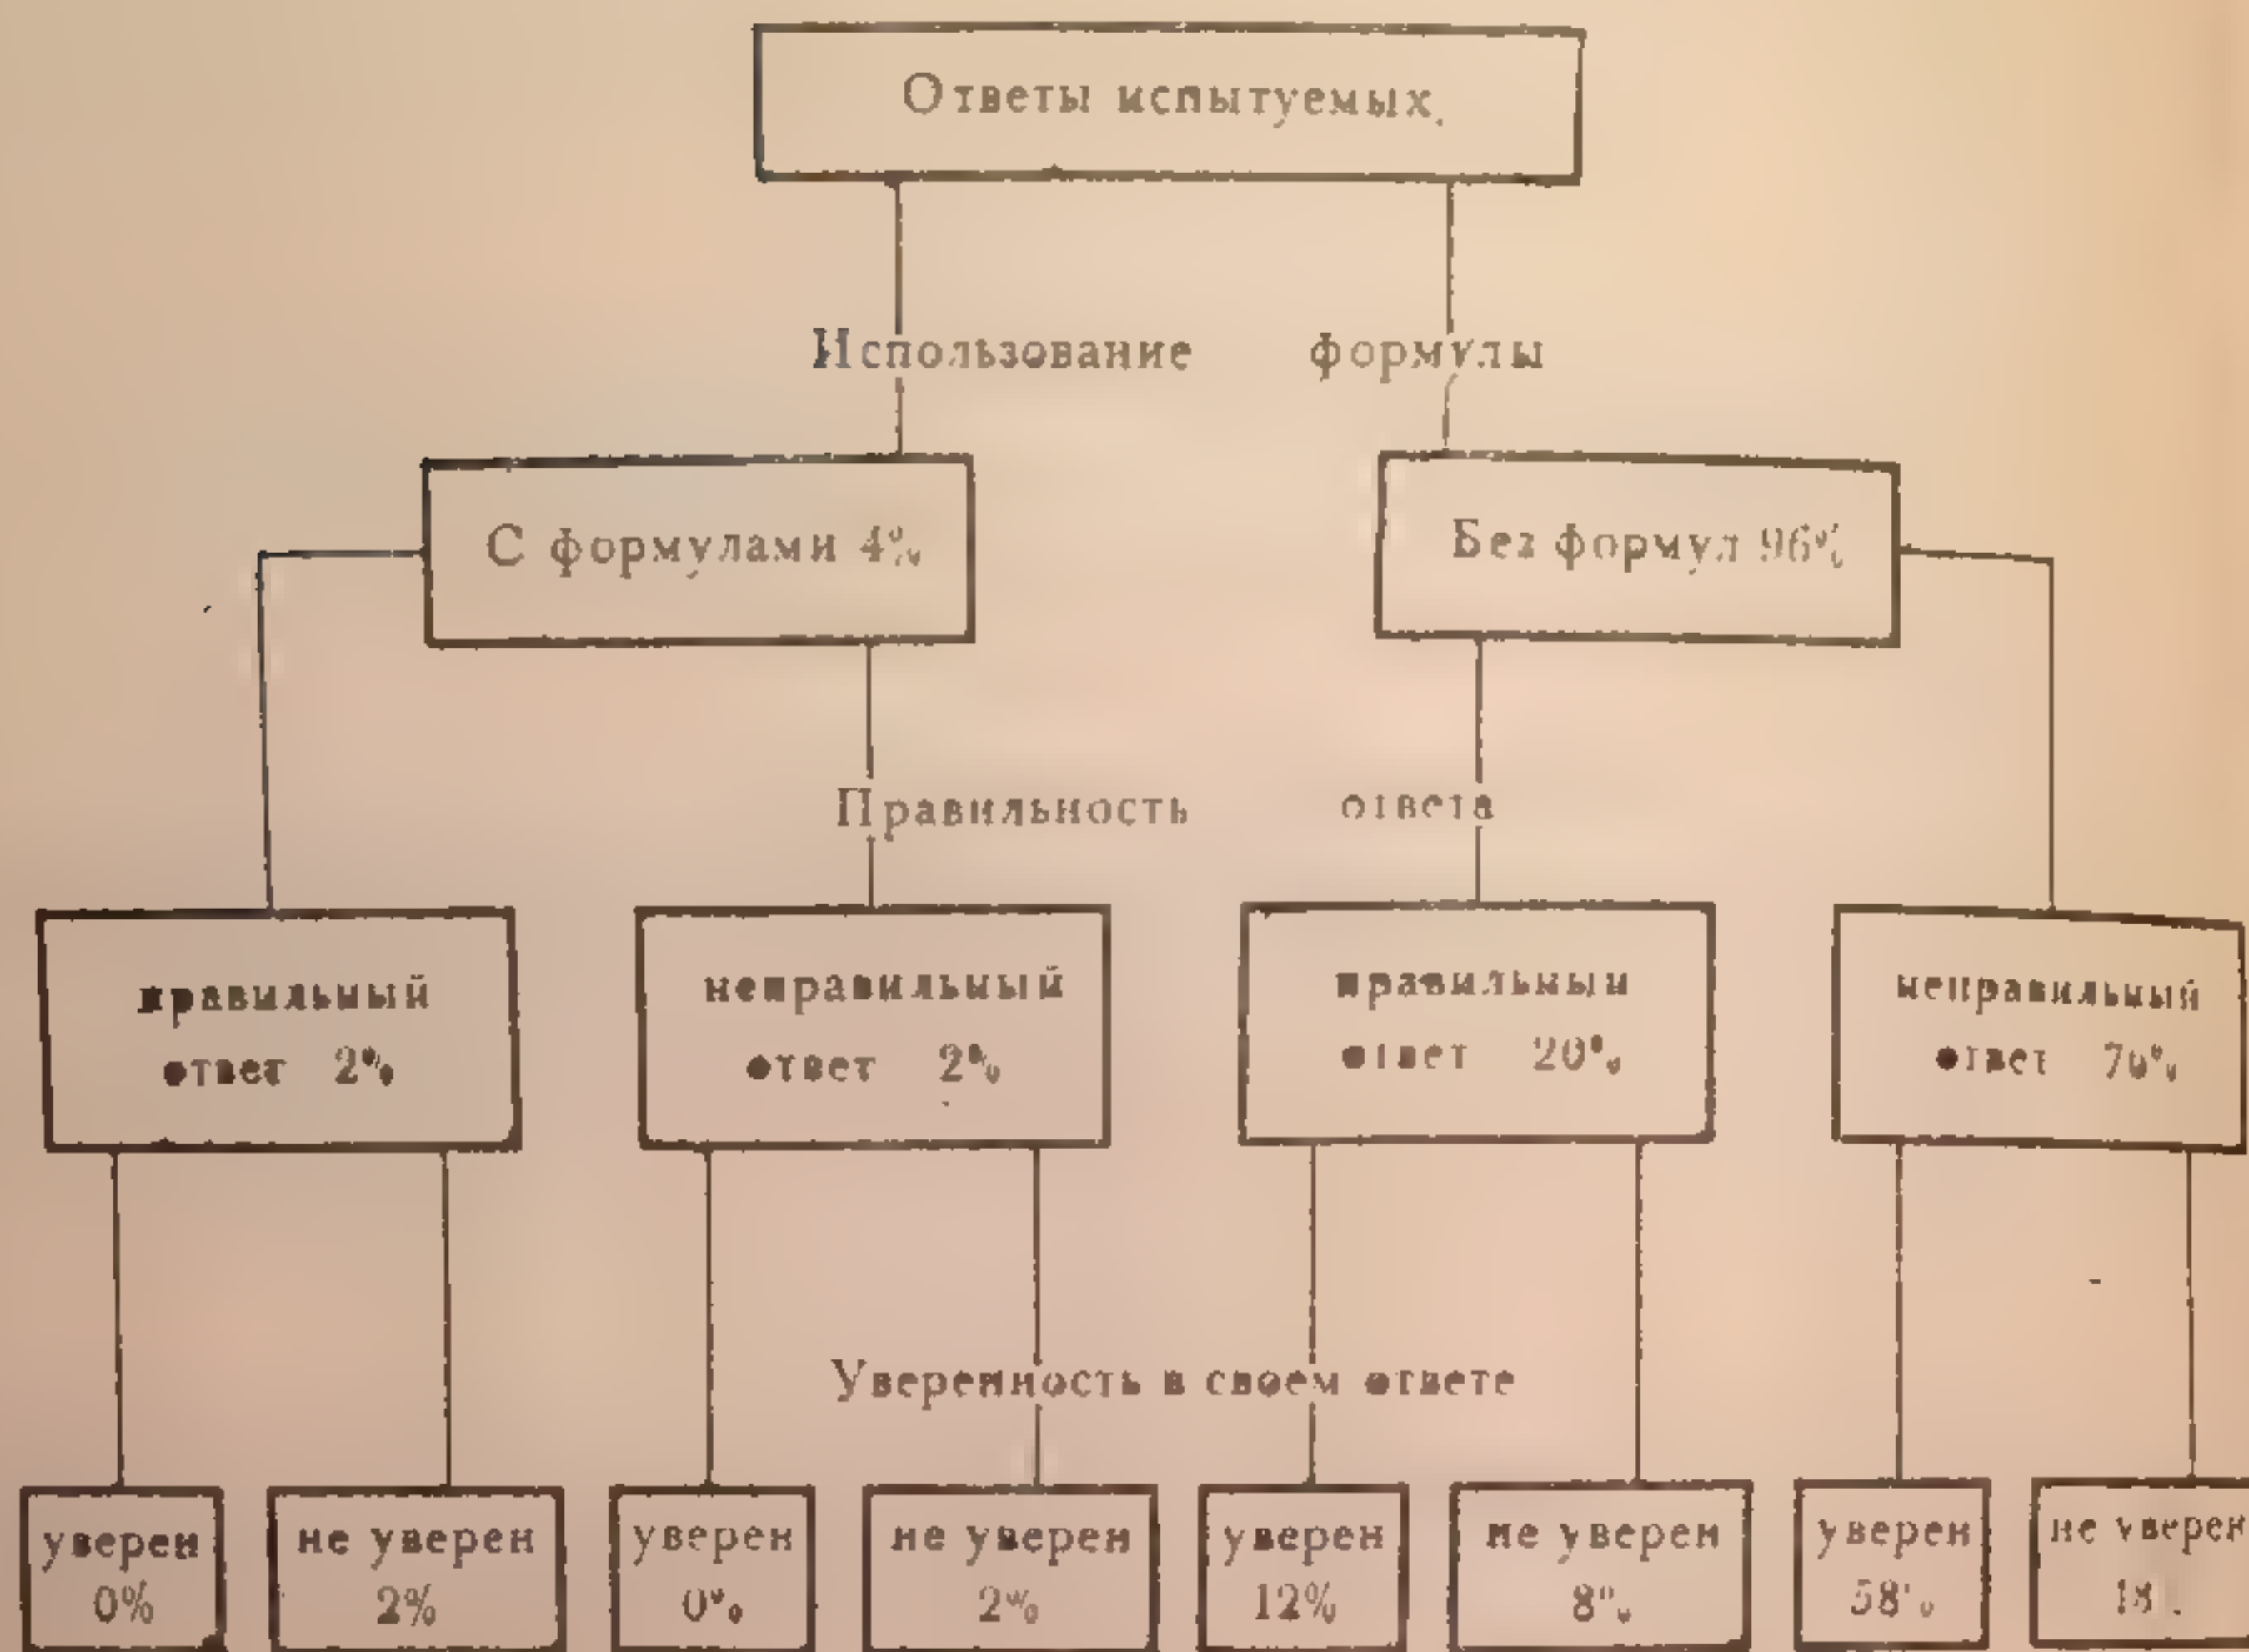 Ответы испытуемых.
Использование формулы
С формулами 4%
Без формул 96%
Правильность ответа
правильный
ответ 2%
неправильный
ответ 2%
правильный
ответ 20%
неправильный
ответ
Уверенность в своем ответе
уверен
0%
не уверен
2%
уверен
0%
не уверен
2%
уверен
12%
не уверен
8%
уверен
58%
не уверен
18